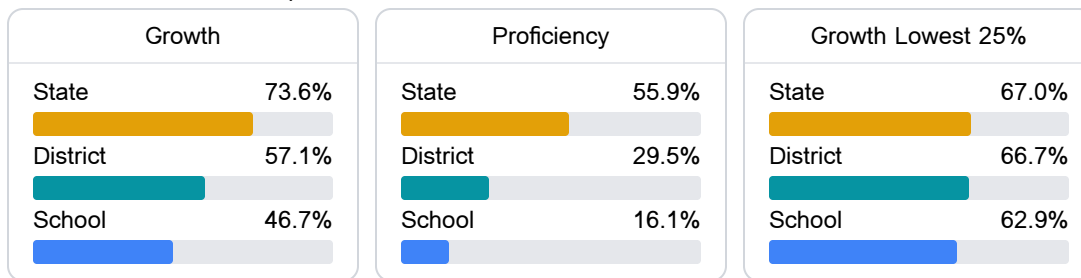 Growth
State 73.6%
District 57.1%
School 46.7%
Proficiency
State 55.9%
District 29.5%
School 16.1%
Growth Lowest 25%
State 67.0%
District 66.7%
School 62.9%